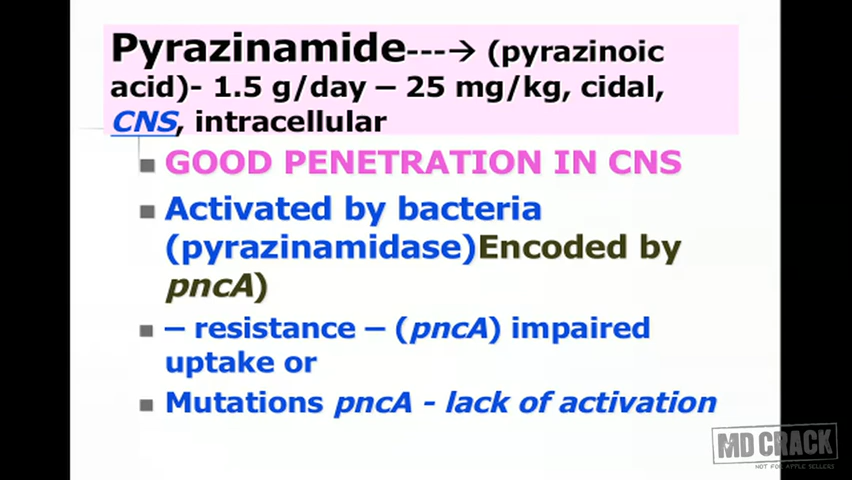 Pyrazinamide---→ (pyrazinoic
acid)- 1.5 g/day – 25 mg/kg, cidal,
CNS, intracellular
GOOD PENETRATION IN CNS
Activated by bacteria
(pyrazinamidase)Encoded by
pncA)
– resistance – (pncA) impaired
uptake or
Mutations pncA - lack of activation
MD CRACK
NOT FOR APPLE SELLERS